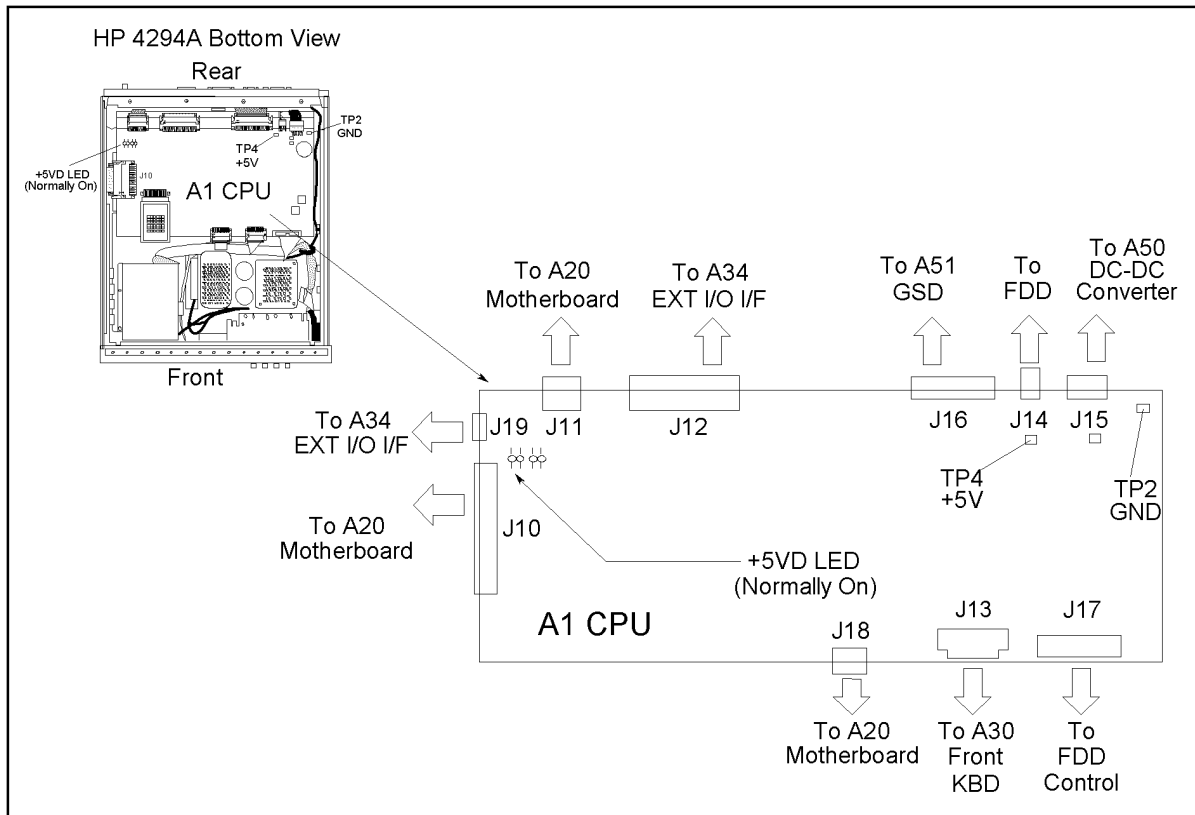 HP 4294A Bottom View
Rear
TP2
GND
TP4
+5V
+5VD LED
(Normally On)
J10
A1 CPU
Front
To A20
Motherboard
To A34
EXT I/O I/F
To A51
GSD
To
FDD
To A50
DC-DC
Converter
To A34
EXT I/O I/F
J19
J11
J12
J16
J14
J15
TP4
+5V
TP2
GND
To A20
Motherboard
J10
+5VD LED
(Normally On)
A1 CPU
J18
J13
J17
To A20
Motherboard
To A30
Front
KBD
To
FDD
Control